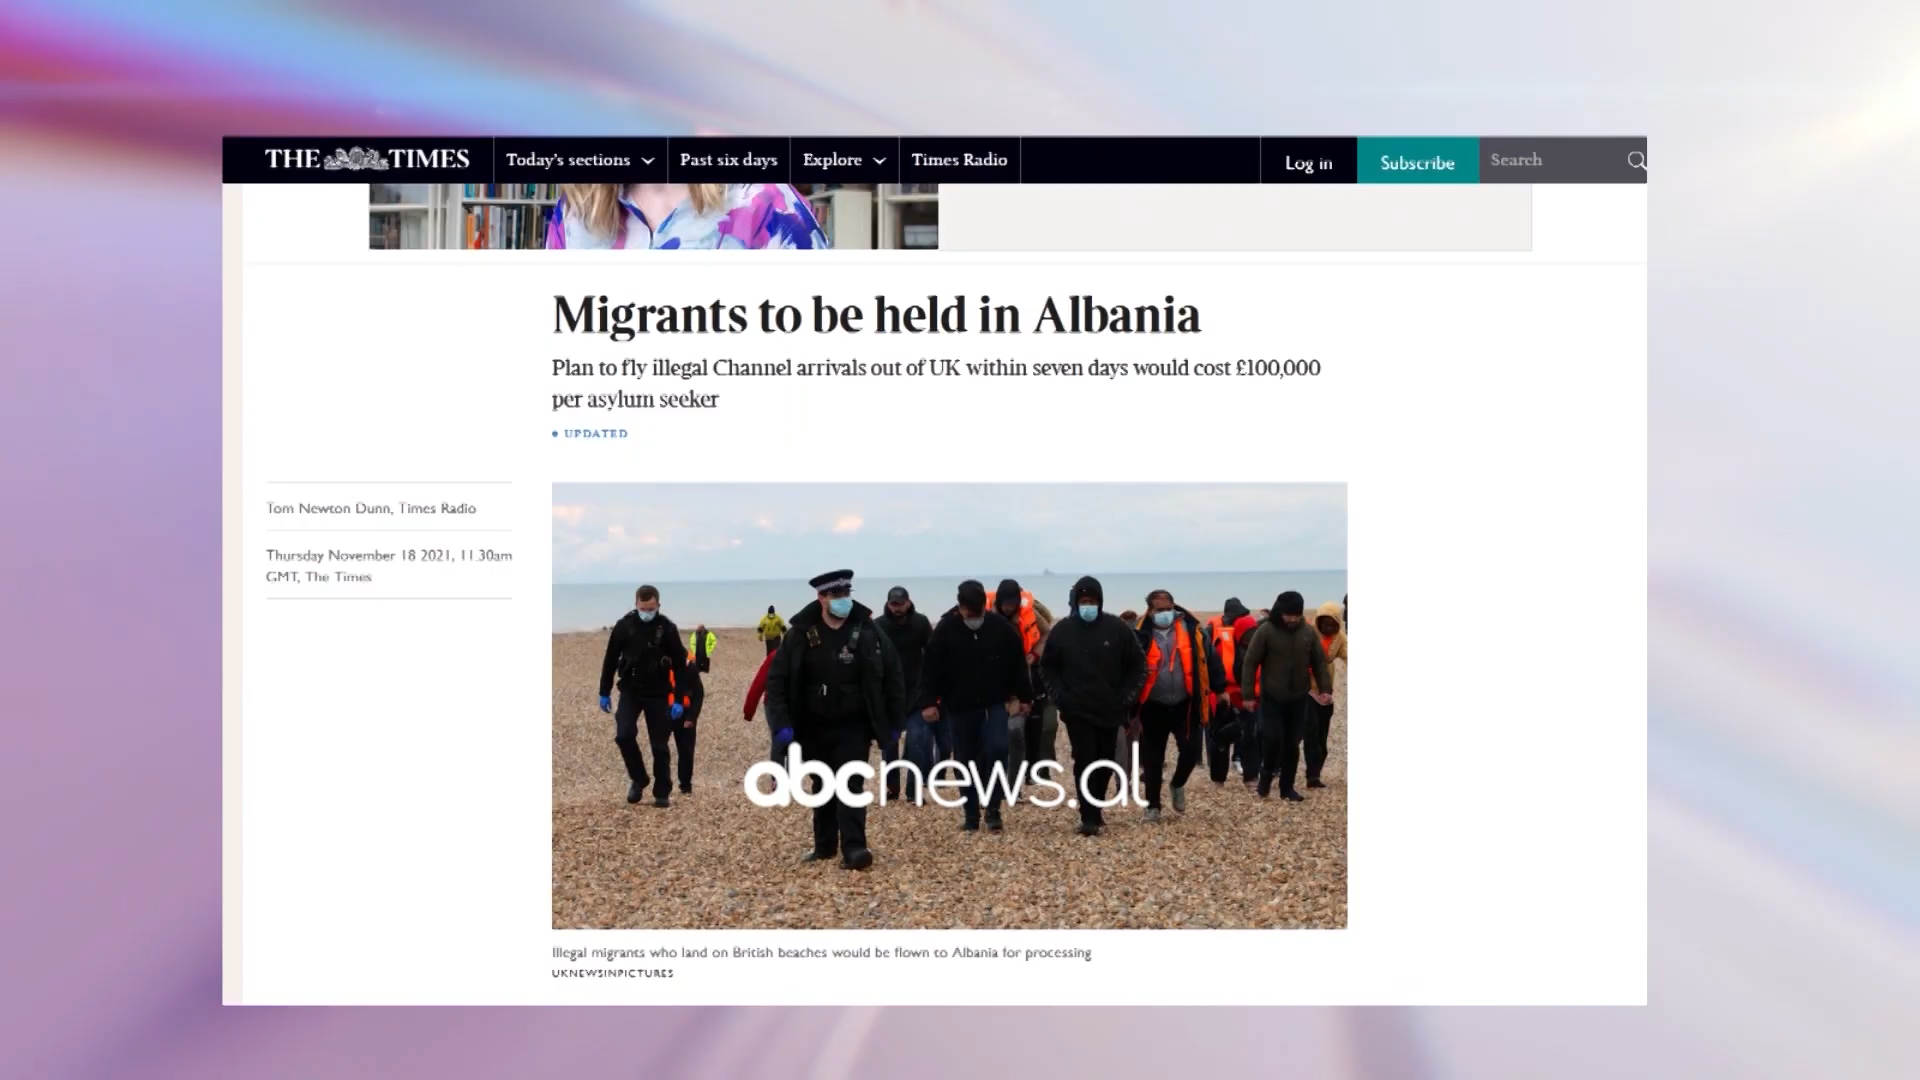 THE TIMES
Today's sections
Past six days
Explore
Times Radio
Log in
Subscribe
Search
Migrants to be held in Albania
Plan to fly illegal Channel arrivals out of UK within seven days would cost £100,000
per asylum seeker
UPDATED
Tom Newton Dunn, Times Radio
Thursday November 18 2021, 11.30am
GMT, The Times
abcnews.al
Illegal migrants who land on British beaches would be flown to Albania for processing
UKNEWSINPICTURES